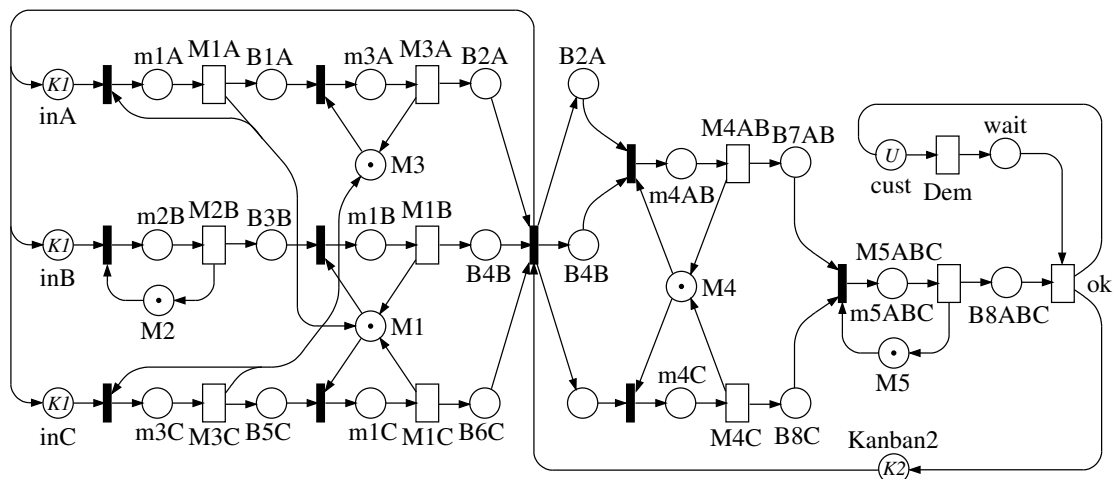 m1A M1A B1A m3A M3A B2A B2A
K1
inA
M3
M4AB B7AB
m4AB
wait
U
cust Dem
m2B M2B B3B m1B M1B
K1
inB
B4B B4B
M2
M1
M4
M5ABC
m5ABC B8ABC
ok
M5
K1
inC
m3C M3C B5C m1C M1C B6C
m4C
M4C B8C
Kanban2
K2